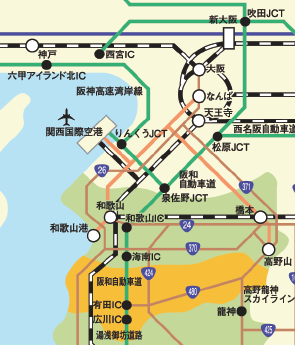 吹田JCT
新大阪
神戸
西宮IC
六甲アイランド北IC
大阪
阪神高速湾岸線
なんば
天王寺
関西国際空港
りんくうJCT
西名阪自動車道
松原JCT
26
阪和
自動車道
371
泉佐野JCT
和歌山
橋本
和歌山IC
24
和歌山港
370
海南IC
高野山
424
阪和自動車道
480
高野龍神
スカイライン
有田IC
広川IC
龍神
湯浅御坊道路
425